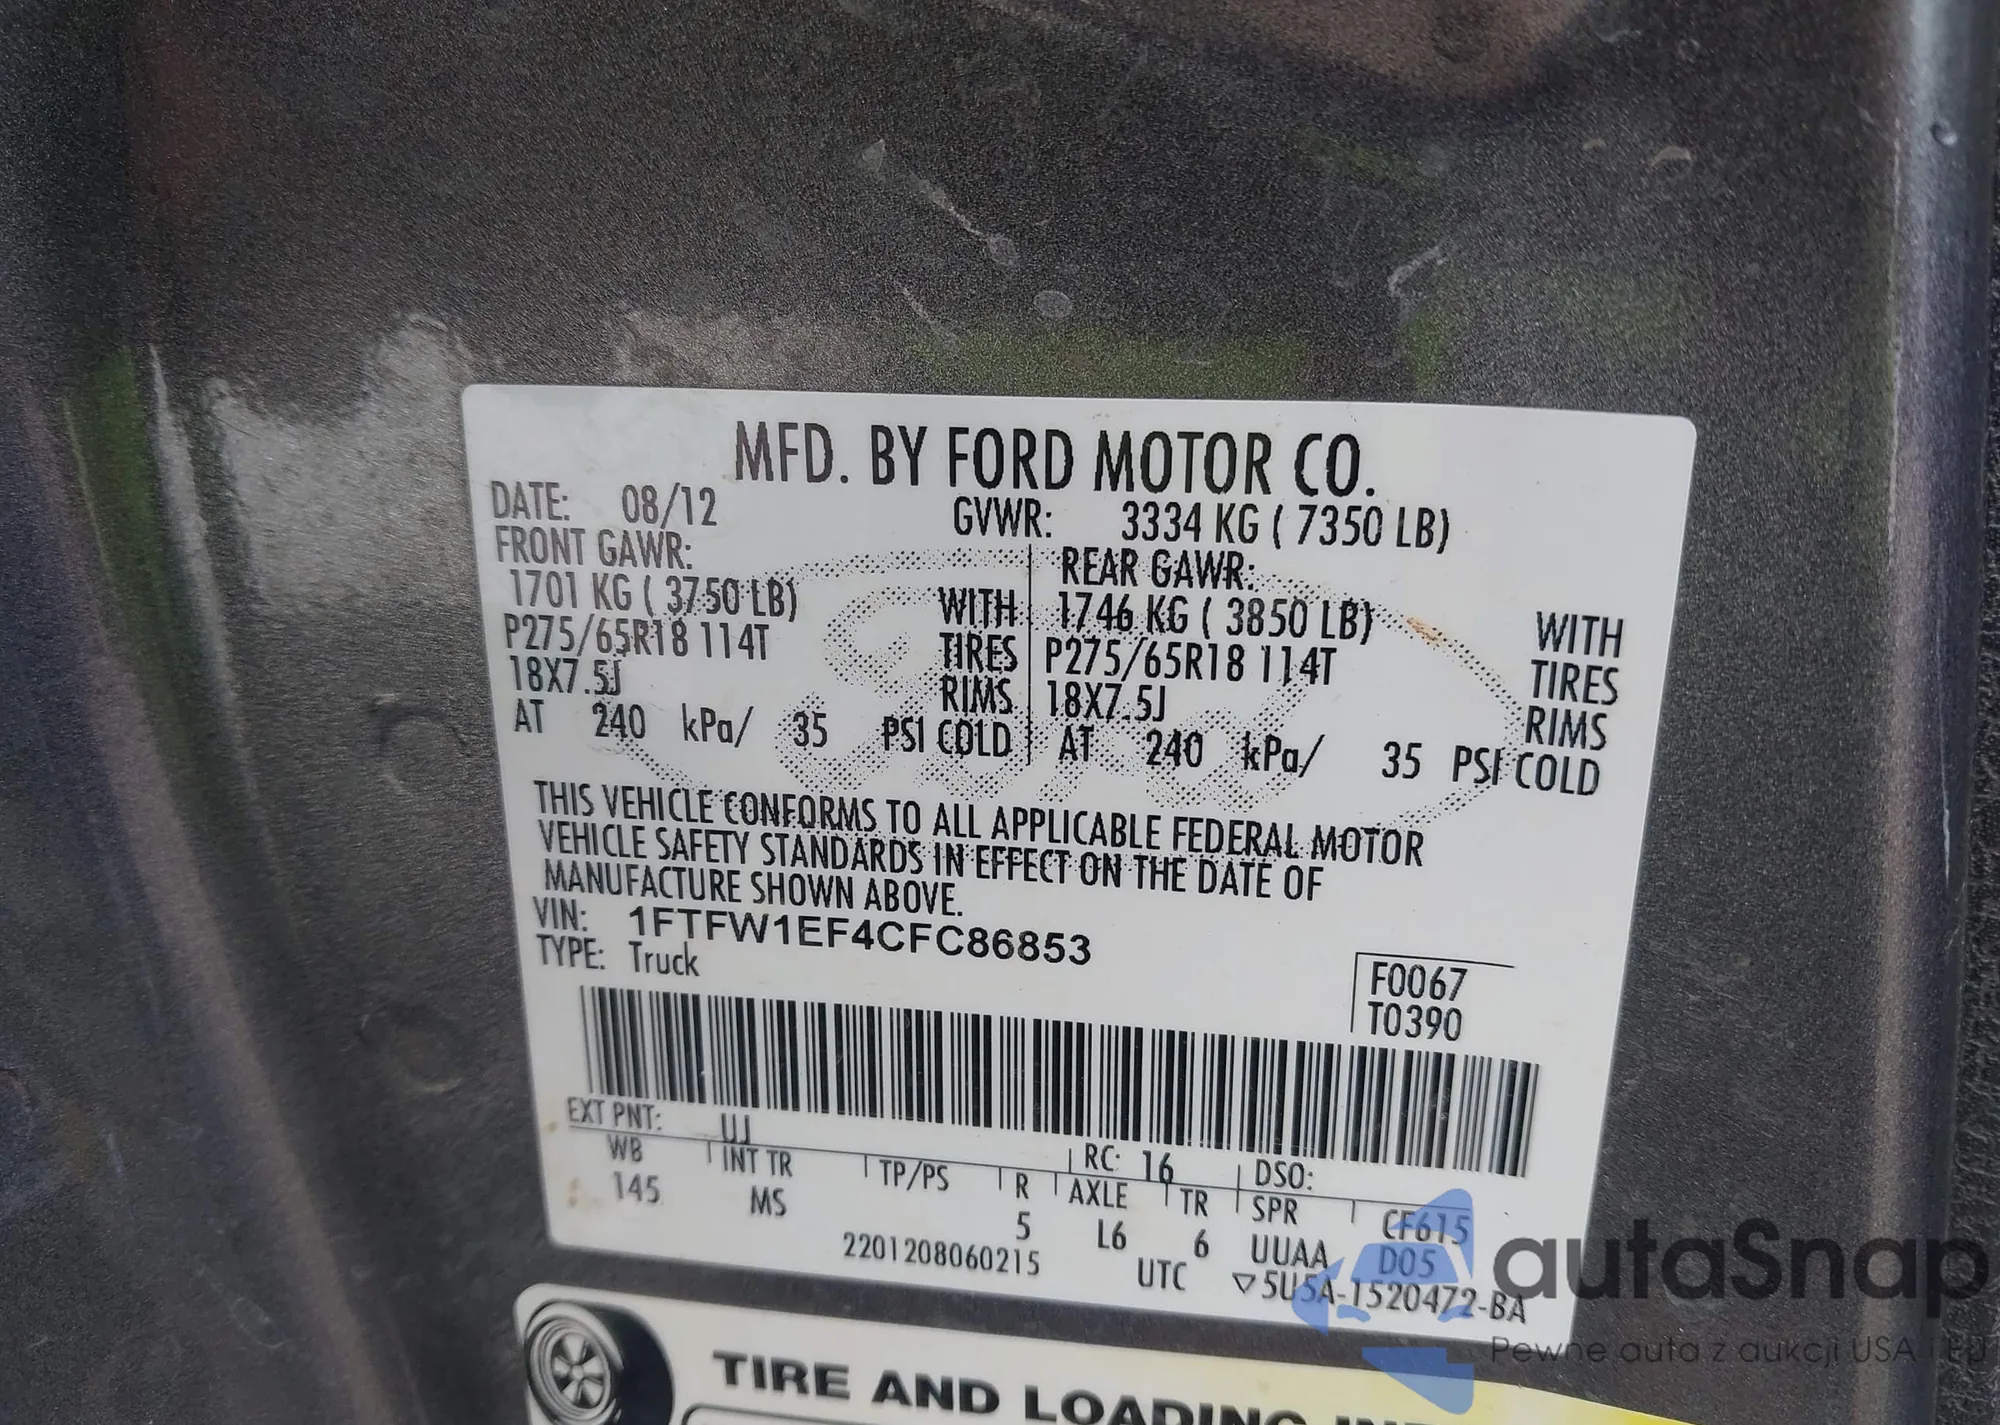 MFD. BY FORD MOTOR CO.
DATE: 08/12 GVWR: 3334 KG ( 7350 LB)
FRONT GAWR: REAR GAWR:
1701 KG ( 3750 LB) WITH 1746 KG ( 3850 LB) WITH
P275/65R18 114T TIRES P275/65R18 114T TIRES
18X7.5J RIMS 18X7.5J RIMS
AT 240 kPa/ 35 PSI COLD AT 240 kPa/ 35 PSI COLD
THIS VEHICLE CONFORMS TO ALL APPLICABLE FEDERAL MOTOR
VEHICLE SAFETY STANDARDS IN EFFECT ON THE DATE OF
MANUFACTURE SHOWN ABOVE.
VIN: 1FTFW1EF4CFC86853
TYPE: Truck
F0067
T0390
EXT PNT: UJ RC: 16 DSO:
WB INT TR TP/PS R AXLE TR SPR CF615
145 MS 5 L6 6 UUAA D05
2201208060215 UTC ▽5U5A-1520472-BA
TIRE AND LOADING
autaSnap
Pewne auta z aukcji USA i EU